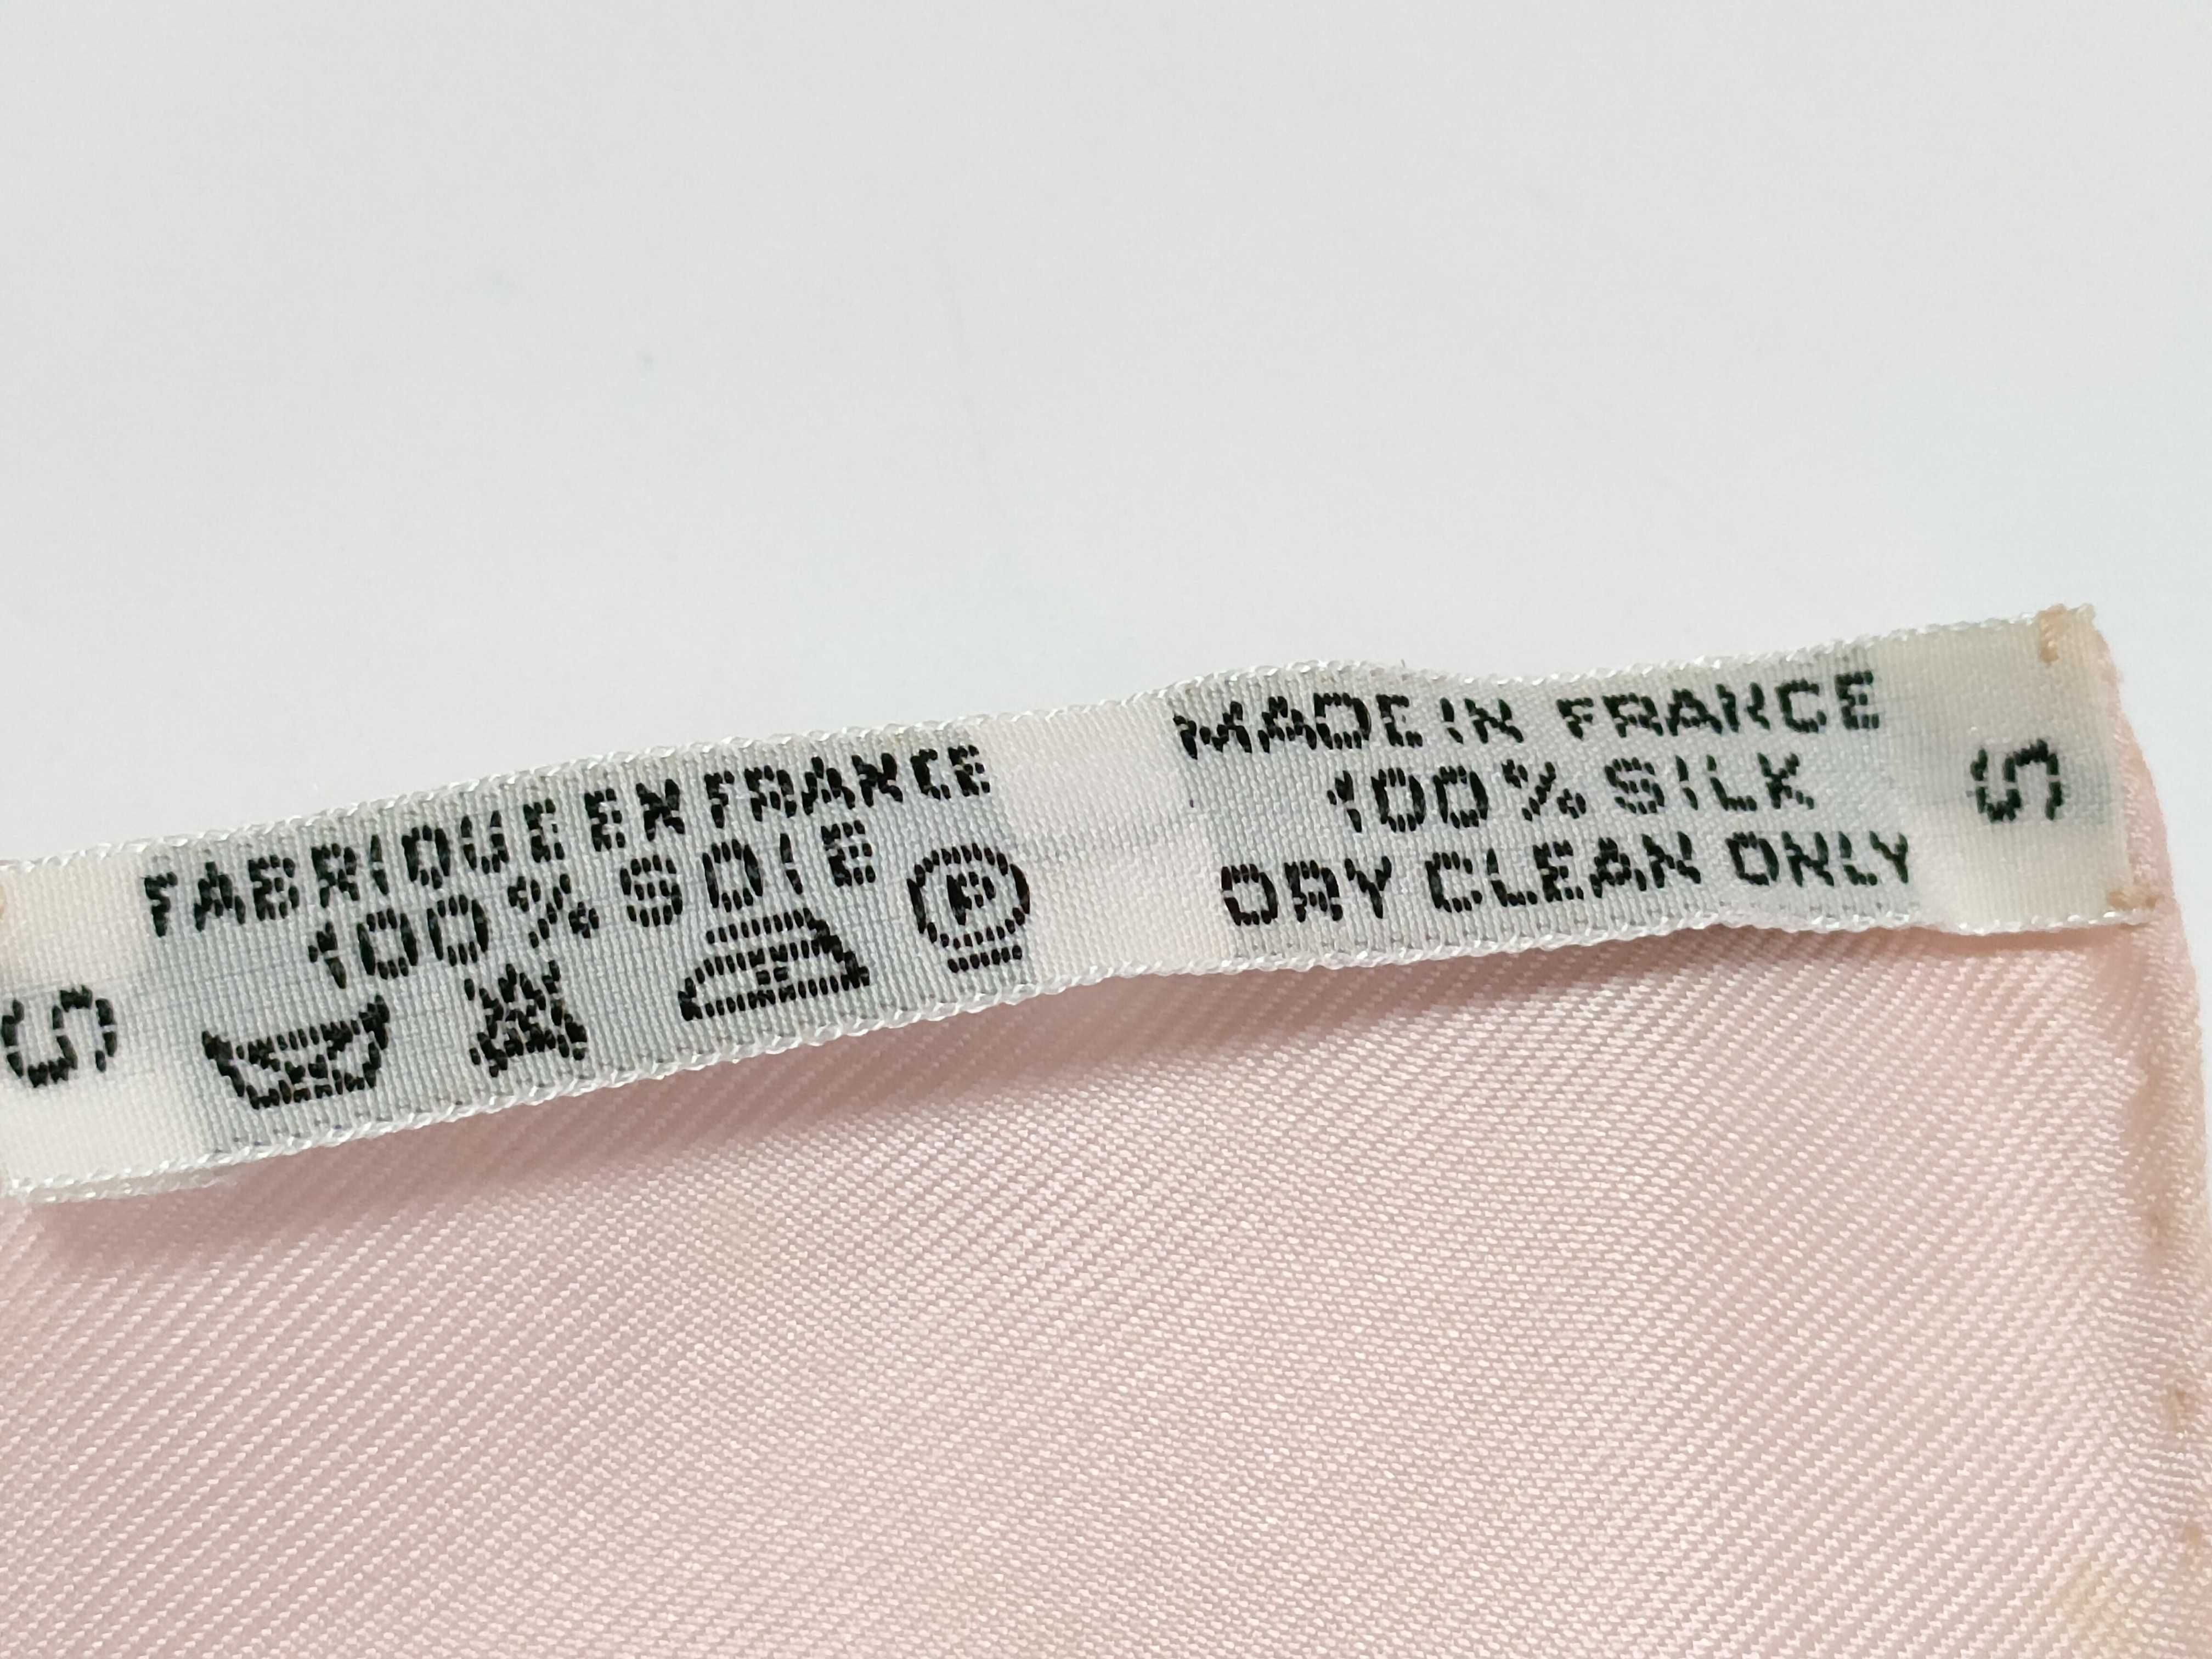 S
FABRIQUE EN FRANCE
100% SOIE
P
MADE IN FRANCE
100% SILK
DRY CLEAN ONLY
S